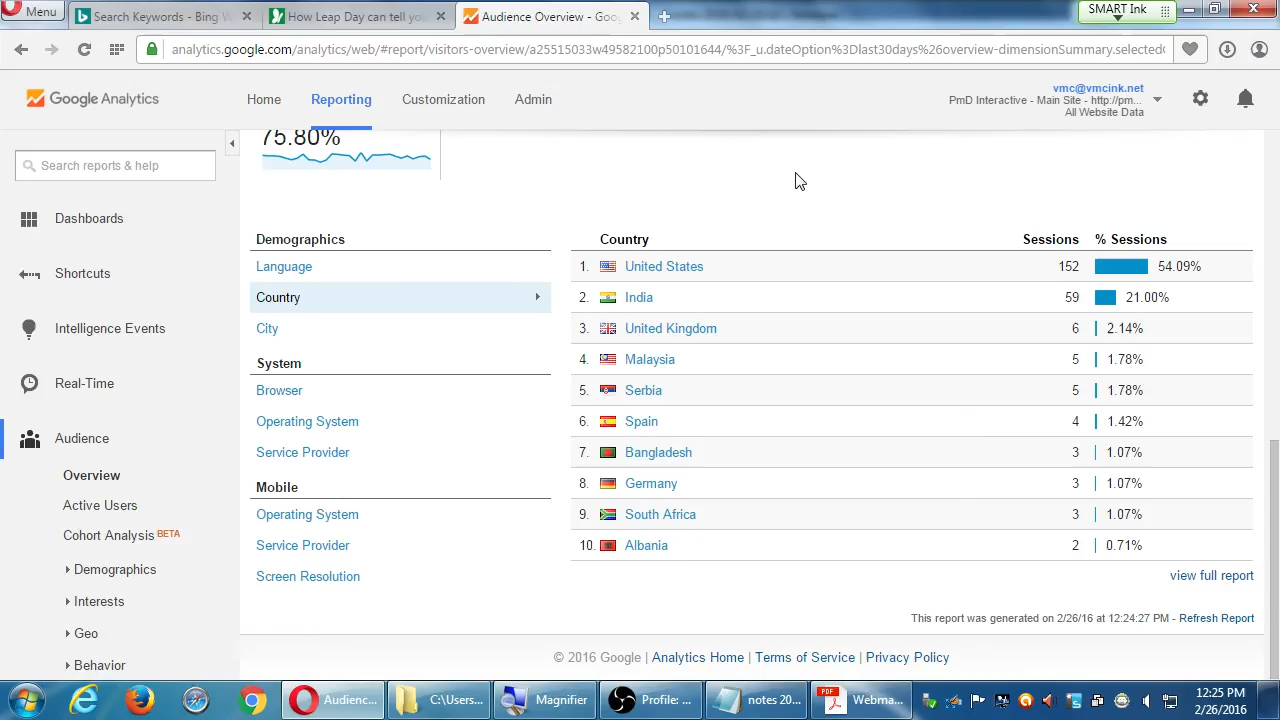 Menu
Search Keywords - Bing W
How Leap Day can tell you
Audience Overview - Goo
SMART Ink
analytics.google.com/analytics/web/#report/visitors-overview/a25515033w49582100p50101644/%3F_u.dateOption%3Dlast30days%26overview-dimensionSummary.selected
Google Analytics
Home
Reporting
Customization
Admin
vmc@vmcink.net
PmD Interactive - Main Site - http://pm...
All Website Data
75.80%
Search reports & help
Dashboards
Shortcuts
Intelligence Events
Real-Time
Audience
Overview
Active Users
Cohort Analysis BETA
Demographics
Interests
Geo
Behavior
Demographics
Language
Country
City
System
Browser
Operating System
Service Provider
Mobile
Operating System
Service Provider
Screen Resolution
Country Sessions % Sessions
1. United States 152 54.09%
2. India 59 21.00%
3. United Kingdom 6 2.14%
4. Malaysia 5 1.78%
5. Serbia 5 1.78%
6. Spain 4 1.42%
7. Bangladesh 3 1.07%
8. Germany 3 1.07%
9. South Africa 3 1.07%
10. Albania 2 0.71%
view full report
This report was generated on 2/26/16 at 12:24:27 PM - Refresh Report
© 2016 Google | Analytics Home | Terms of Service | Privacy Policy
Audienc...
C:\Users...
Magnifier
Profile: ...
notes 20...
PDF
Webma...
12:25 PM
2/26/2016